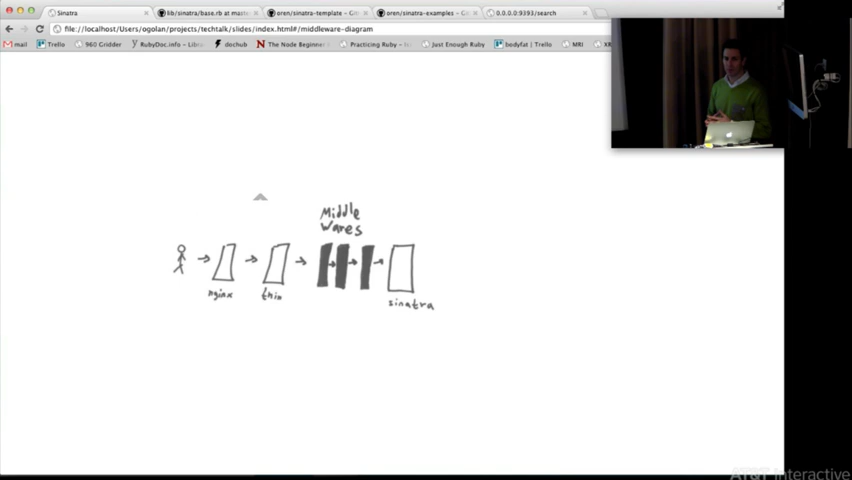 Sinatra
lib/sinatra/base.rb at maste
oren/sinatra-template · Git
oren/sinatra-examples · Git
0.0.0.0:9393/search
file://localhost/Users/ogolan/projects/techtalk/slides/index.html#/middleware-diagram
mail
Trello
960 Gridder
RubyDoc.info - Libra
dochub
The Node Beginner
Practicing Ruby
Just Enough Ruby
bodyfat | Trello
MRI
Middle
Wares
nginx
thin
sinatra
AT&T Interactive